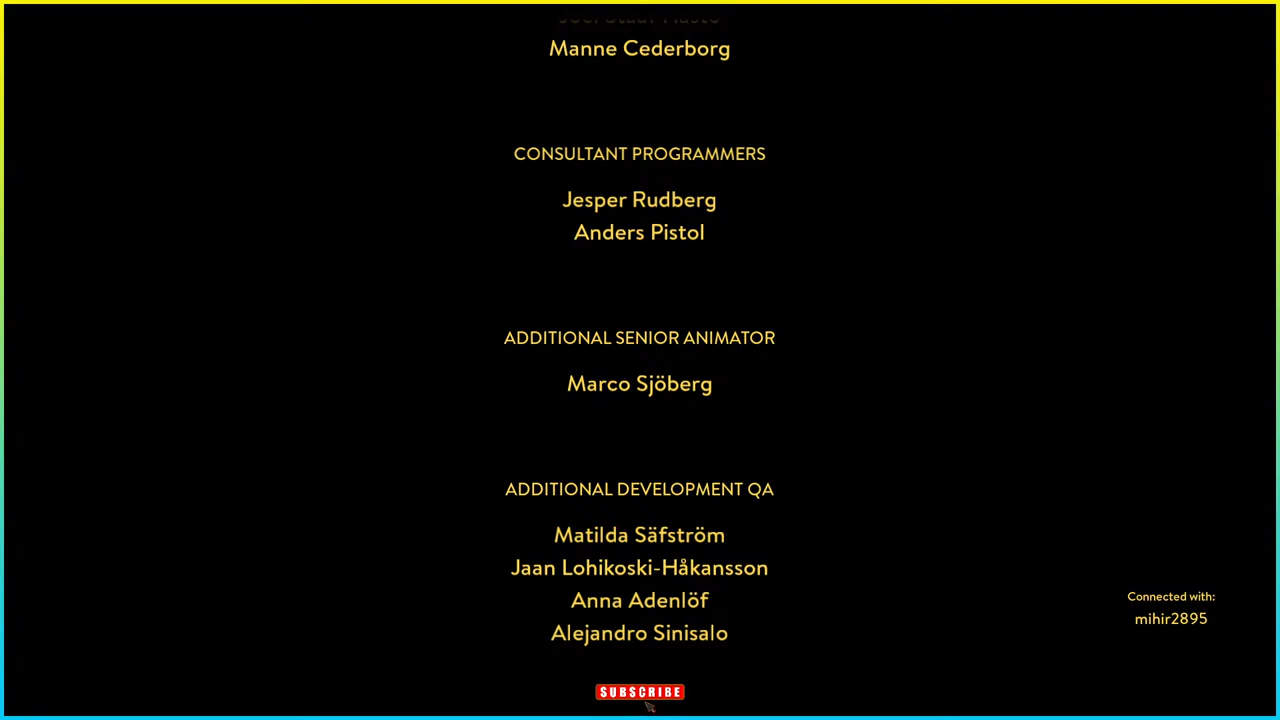 Manne Cederborg
CONSULTANT PROGRAMMERS
Jesper Rudberg
Anders Pistol
ADDITIONAL SENIOR ANIMATOR
Marco Sjöberg
ADDITIONAL DEVELOPMENT QA
Matilda Säfström
Jaan Lohikoski-Håkansson
Anna Adenlöf
Alejandro Sinisalo
Connected with:
mihir2895
SUBSCRIBE